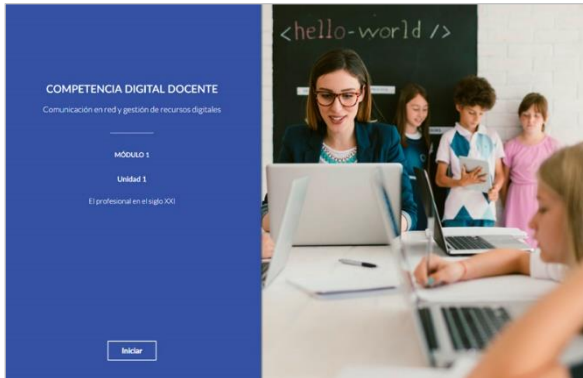 COMPETENCIA DIGITAL DOCENTE
Comunicación en red y gestión de recursos digitales
MÓDULO 1
Unidad 1
El profesional en el siglo XXI
Iniciar
<hello-world />